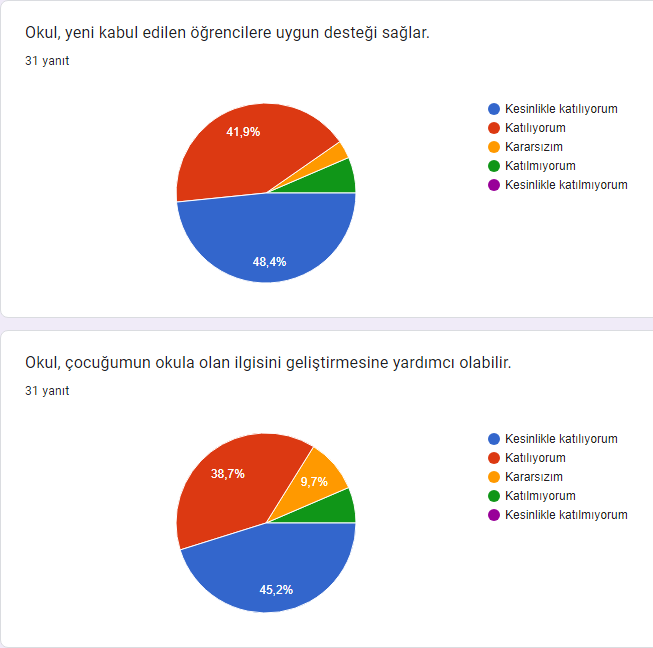 Okul, yeni kabul edilen öğrencilere uygun desteği sağlar.
31 yanıt
41,9%
48,4%
Kesinlikle katılıyorum
Katılıyorum
Kararsızım
Katılmıyorum
Kesinlikle katılmıyorum
Okul, çocuğumun okula olan ilgisini geliştirmesine yardımcı olabilir.
31 yanıt
38,7%
9,7%
45,2%
Kesinlikle katılıyorum
Katılıyorum
Kararsızım
Katılmıyorum
Kesinlikle katılmıyorum